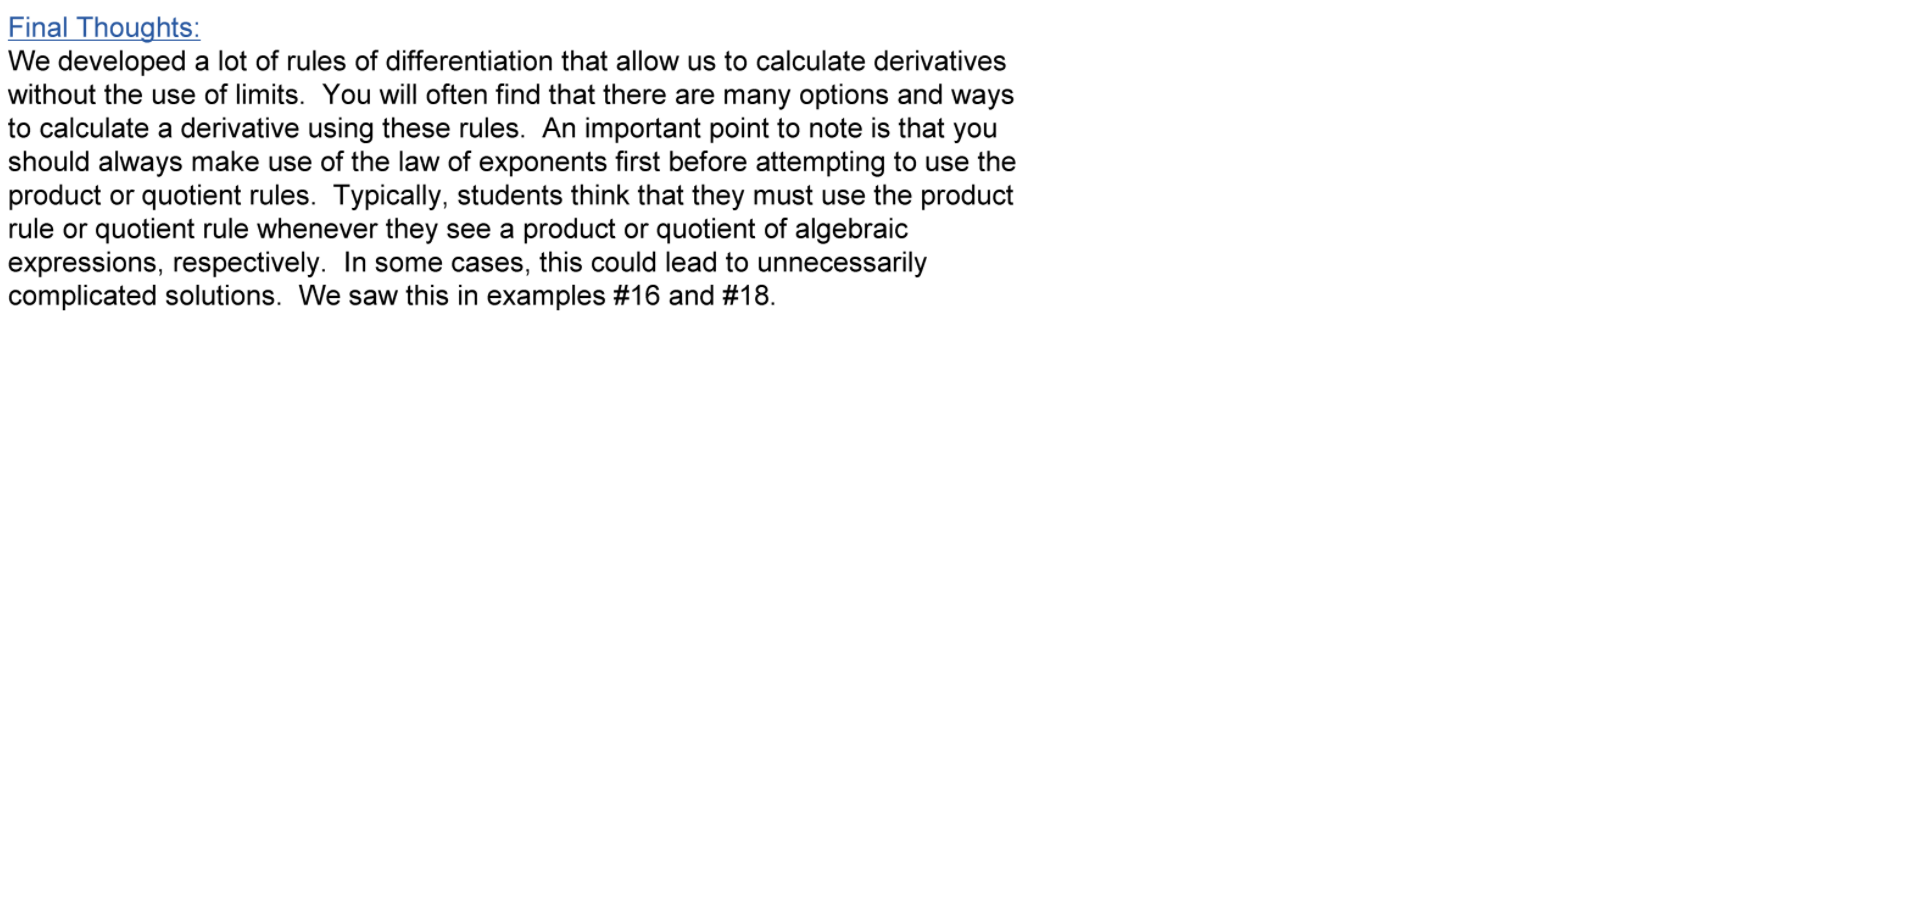 Final Thoughts:
We developed a lot of rules of differentiation that allow us to calculate derivatives
without the use of limits.  You will often find that there are many options and ways
to calculate a derivative using these rules.  An important point to note is that you
should always make use of the law of exponents first before attempting to use the
product or quotient rules.  Typically, students think that they must use the product
rule or quotient rule whenever they see a product or quotient of algebraic
expressions, respectively.  In some cases, this could lead to unnecessarily
complicated solutions.  We saw this in examples #16 and #18.